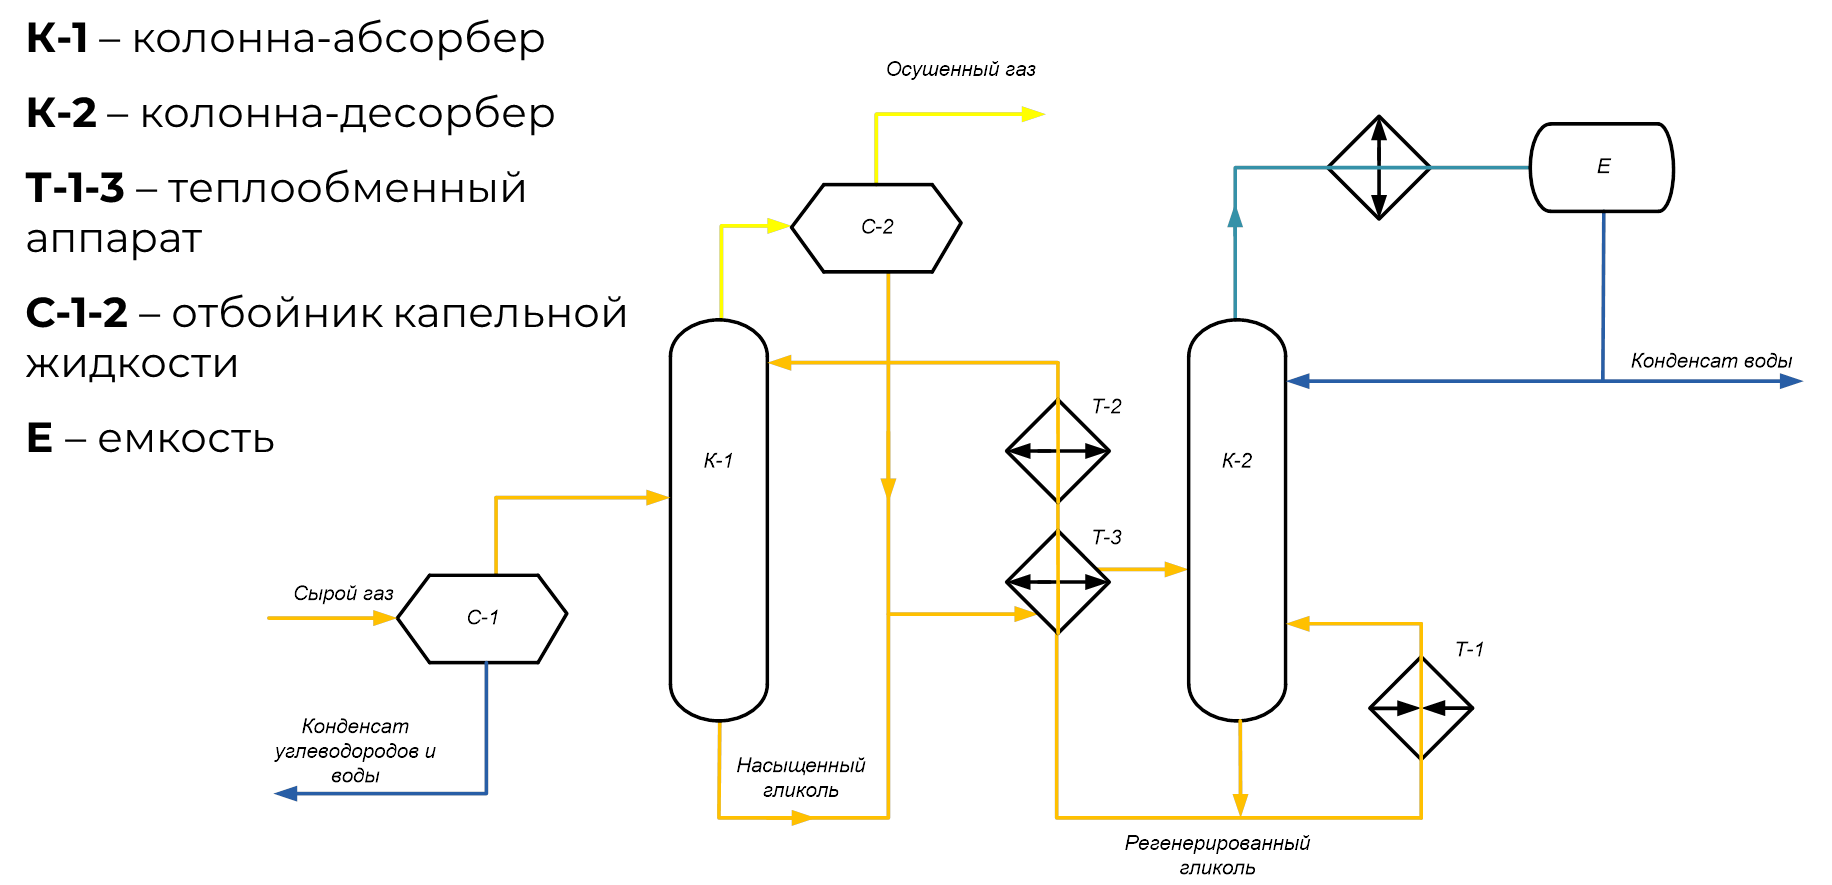 К-1 – колонна-абсорбер
К-2 – колонна-десорбер
Т-1-3 – теплообменный
аппарат
С-1-2 – отбойник капельной
жидкости
Е – емкость
Осушенный газ
С-2
Е
Конденсат воды
Т-2
К-1
К-2
Т-3
Сырой газ
С-1
Т-1
Конденсат
углеводородов и
воды
Насыщенный
гликоль
Регенерированный
гликоль